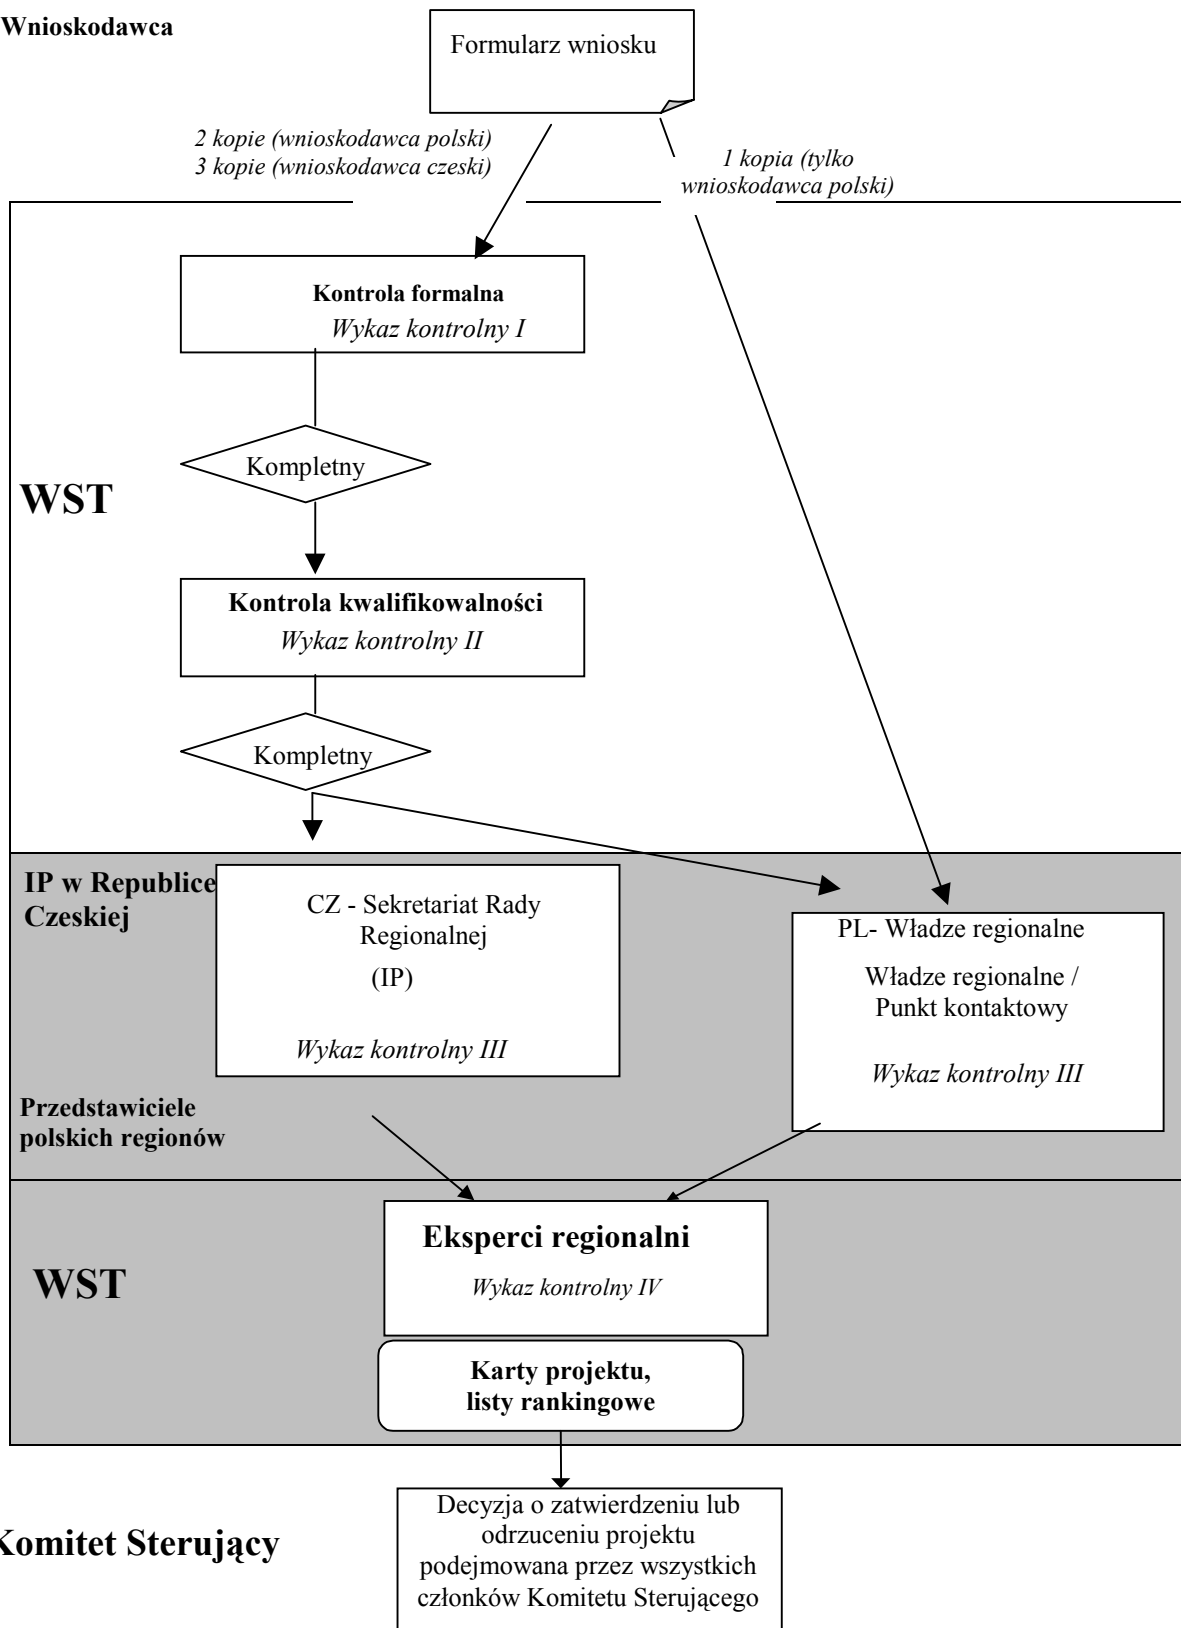 Wnioskodawca
Formularz wniosku
2 kopie (wnioskodawca polski)
3 kopie (wnioskodawca czeski)
1 kopia (tylko
wnioskodawca polski)
Kontrola formalna
Wykaz kontrolny I
Kompletny
WST
Kontrola kwalifikowalności
Wykaz kontrolny II
Kompletny
IP w Republice
Czeskiej
CZ - Sekretariat Rady
Regionalnej
(IP)
Wykaz kontrolny III
PL- Władze regionalne
Władze regionalne /
Punkt kontaktowy
Wykaz kontrolny III
Przedstawiciele
polskich regionów
Eksperci regionalni
Wykaz kontrolny IV
WST
Karty projektu,
listy rankingowe
Komitet Sterujący
Decyzja o zatwierdzeniu lub
odrzuceniu projektu
podejmowana przez wszystkich
członków Komitetu Sterującego